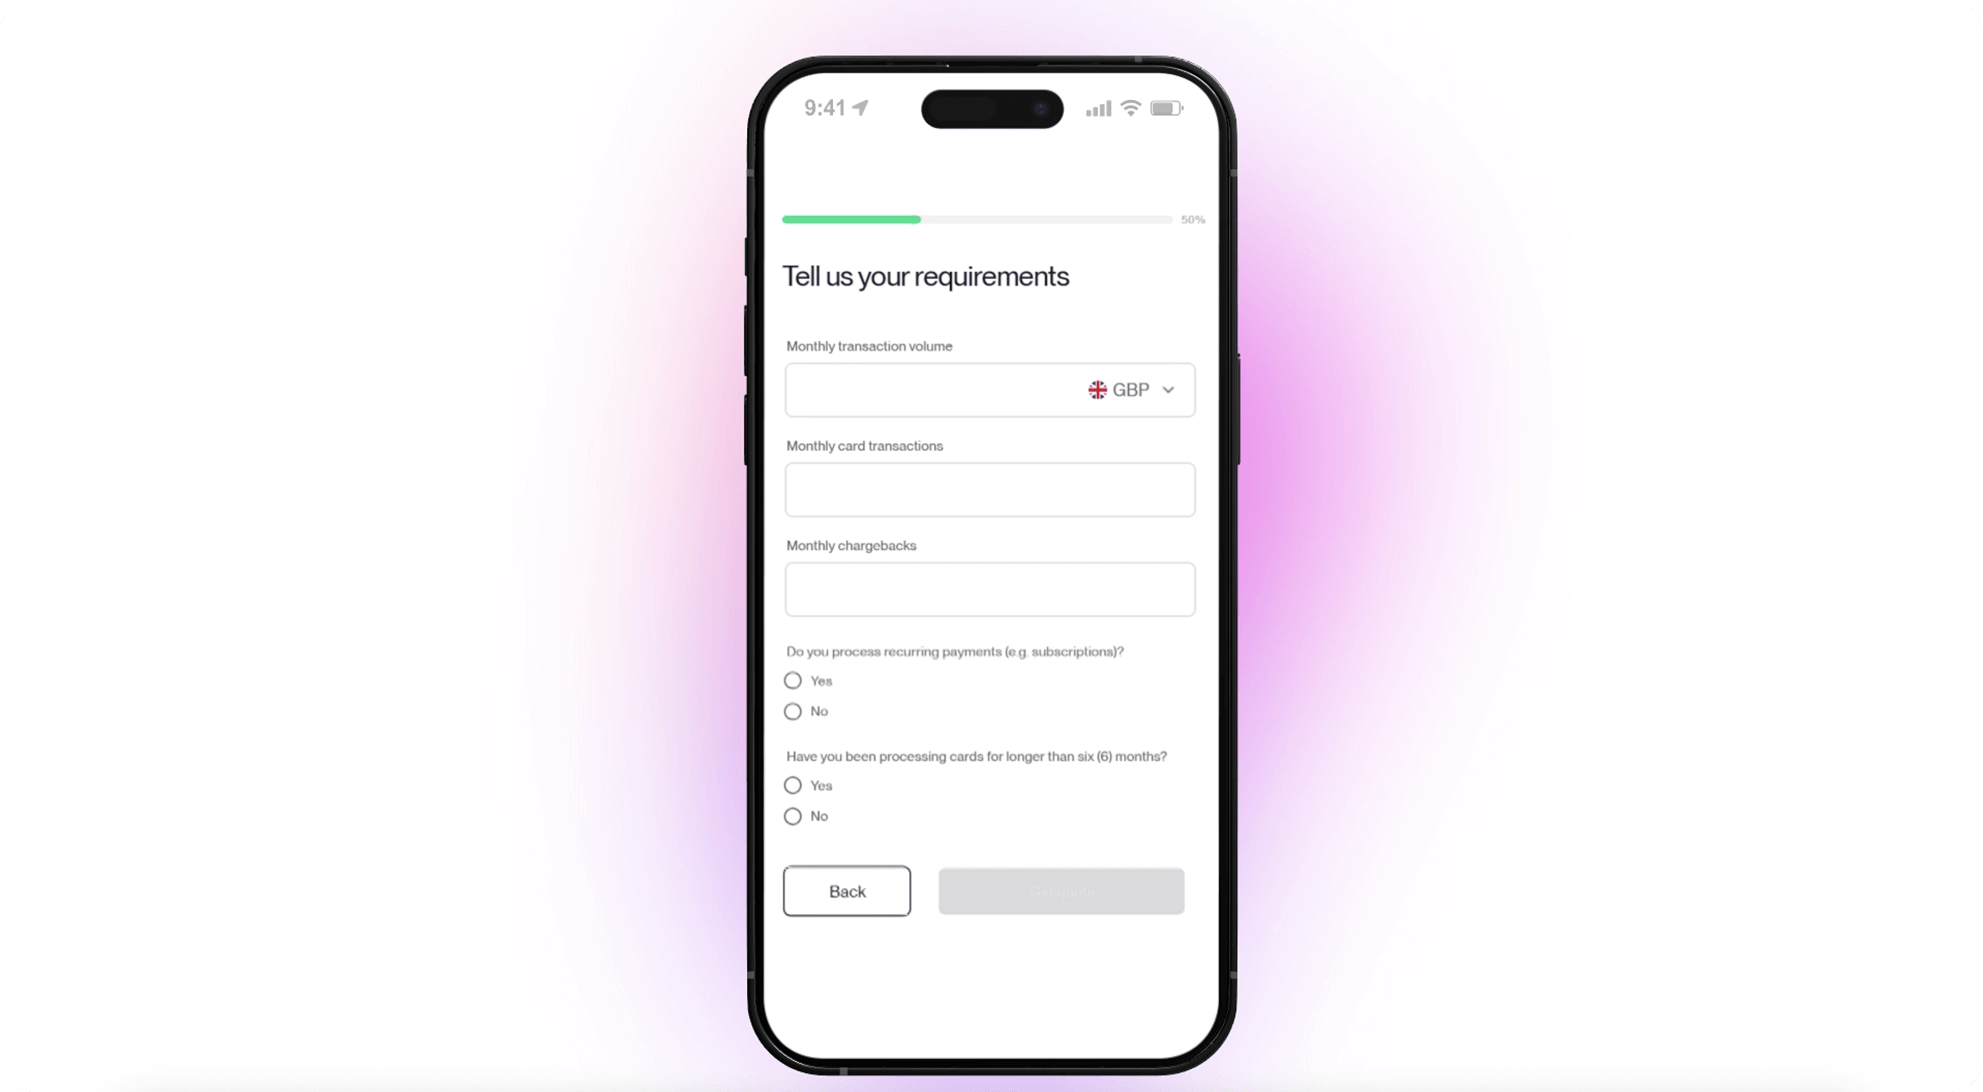 9:41
50%
Tell us your requirements
Monthly transaction volume
GBP
Monthly card transactions
Monthly chargebacks
Do you process recurring payments (e.g. subscriptions)?
Yes
No
Have you been processing cards for longer than six (6) months?
Yes
No
Back
Get quote